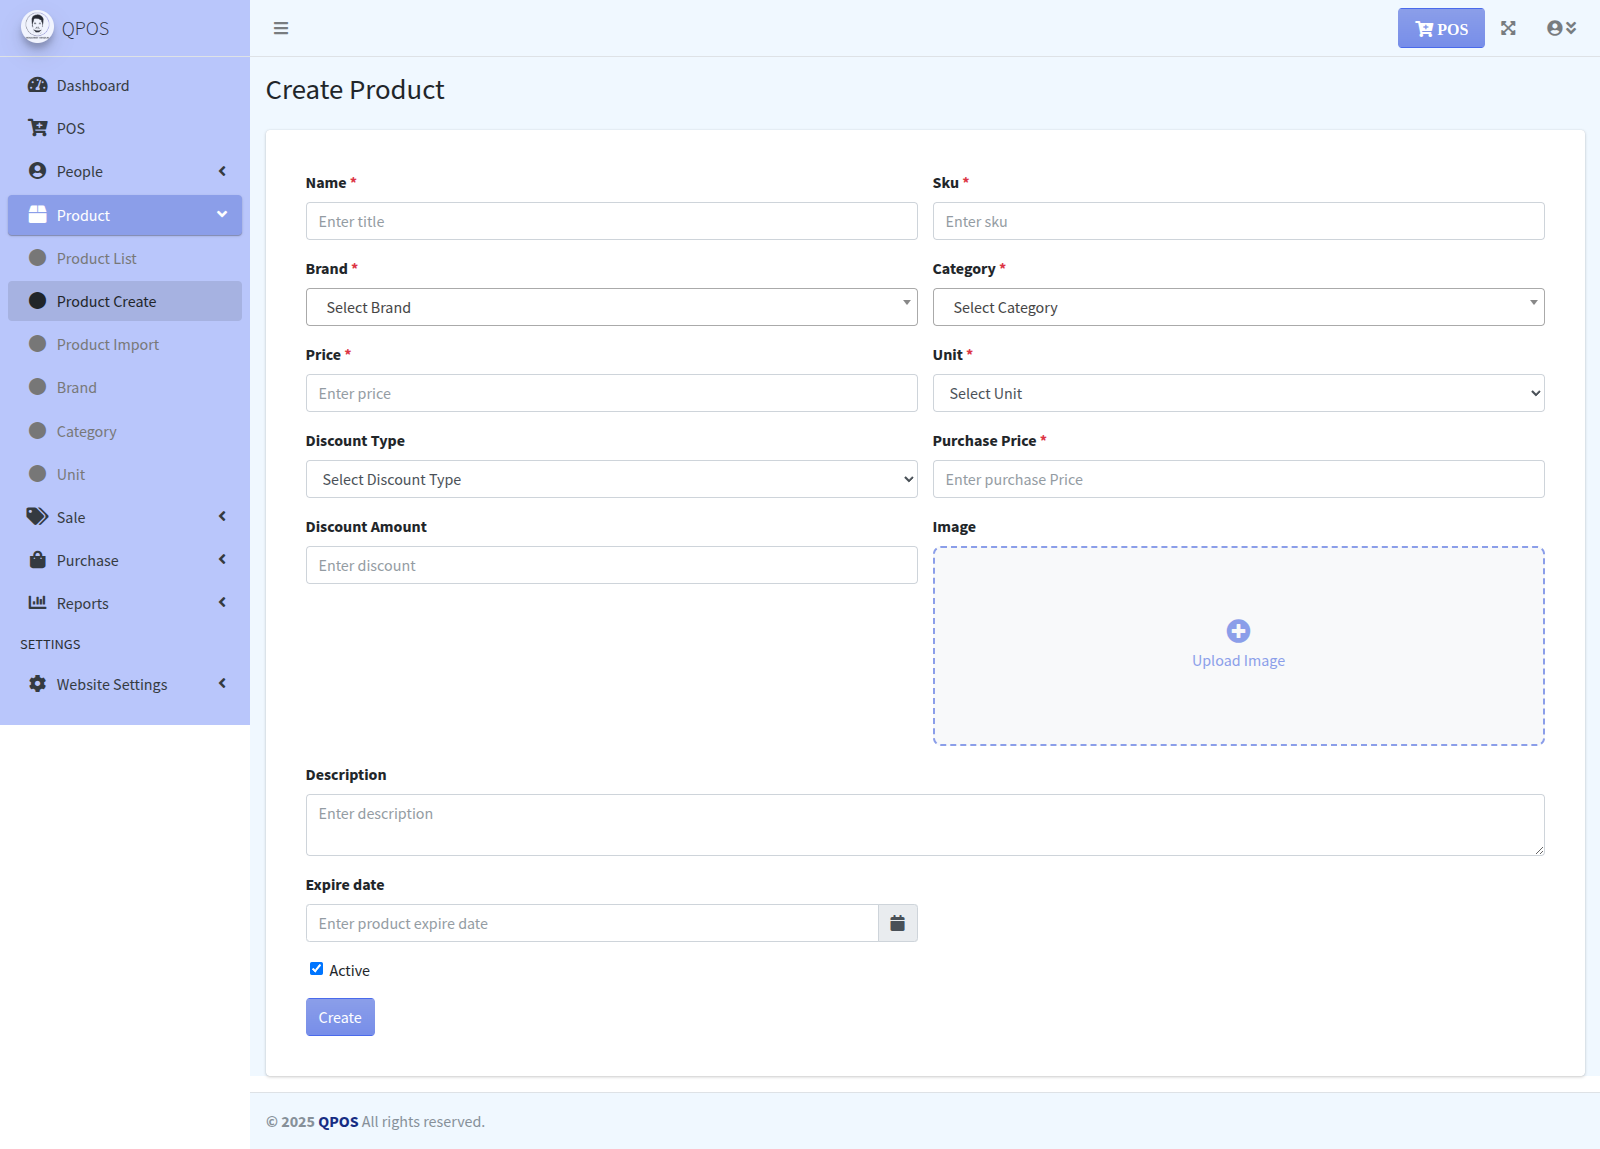 QPOS
POS
Dashboard
POS
People
Product
Product List
Product Create
Product Import
Brand
Category
Unit
Sale
Purchase
Reports
SETTINGS
Website Settings
Create Product
Name *
Sku *
Enter title
Enter sku
Brand *
Category *
Select Brand
Select Category
Price *
Unit *
Enter price
Select Unit
Discount Type
Purchase Price *
Select Discount Type
Enter purchase Price
Discount Amount
Image
Enter discount
Upload Image
Description
Enter description
Expire date
Enter product expire date
Active
Create
© 2025 QPOS All rights reserved.